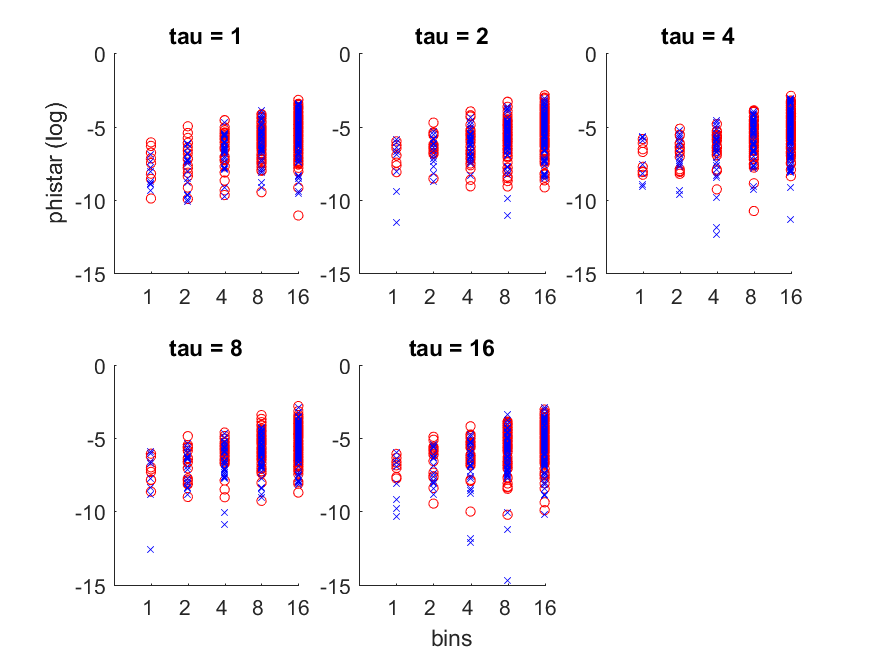 tau = 1
tau = 2
tau = 4
0
-5
-10
-15
phistar (log)
1 2 4 8 16
0
-5
-10
-15
1 2 4 8 16
0
-5
-10
-15
1 2 4 8 16
tau = 8
tau = 16
0
-5
-10
-15
1 2 4 8 16
0
-5
-10
-15
1 2 4 8 16
bins